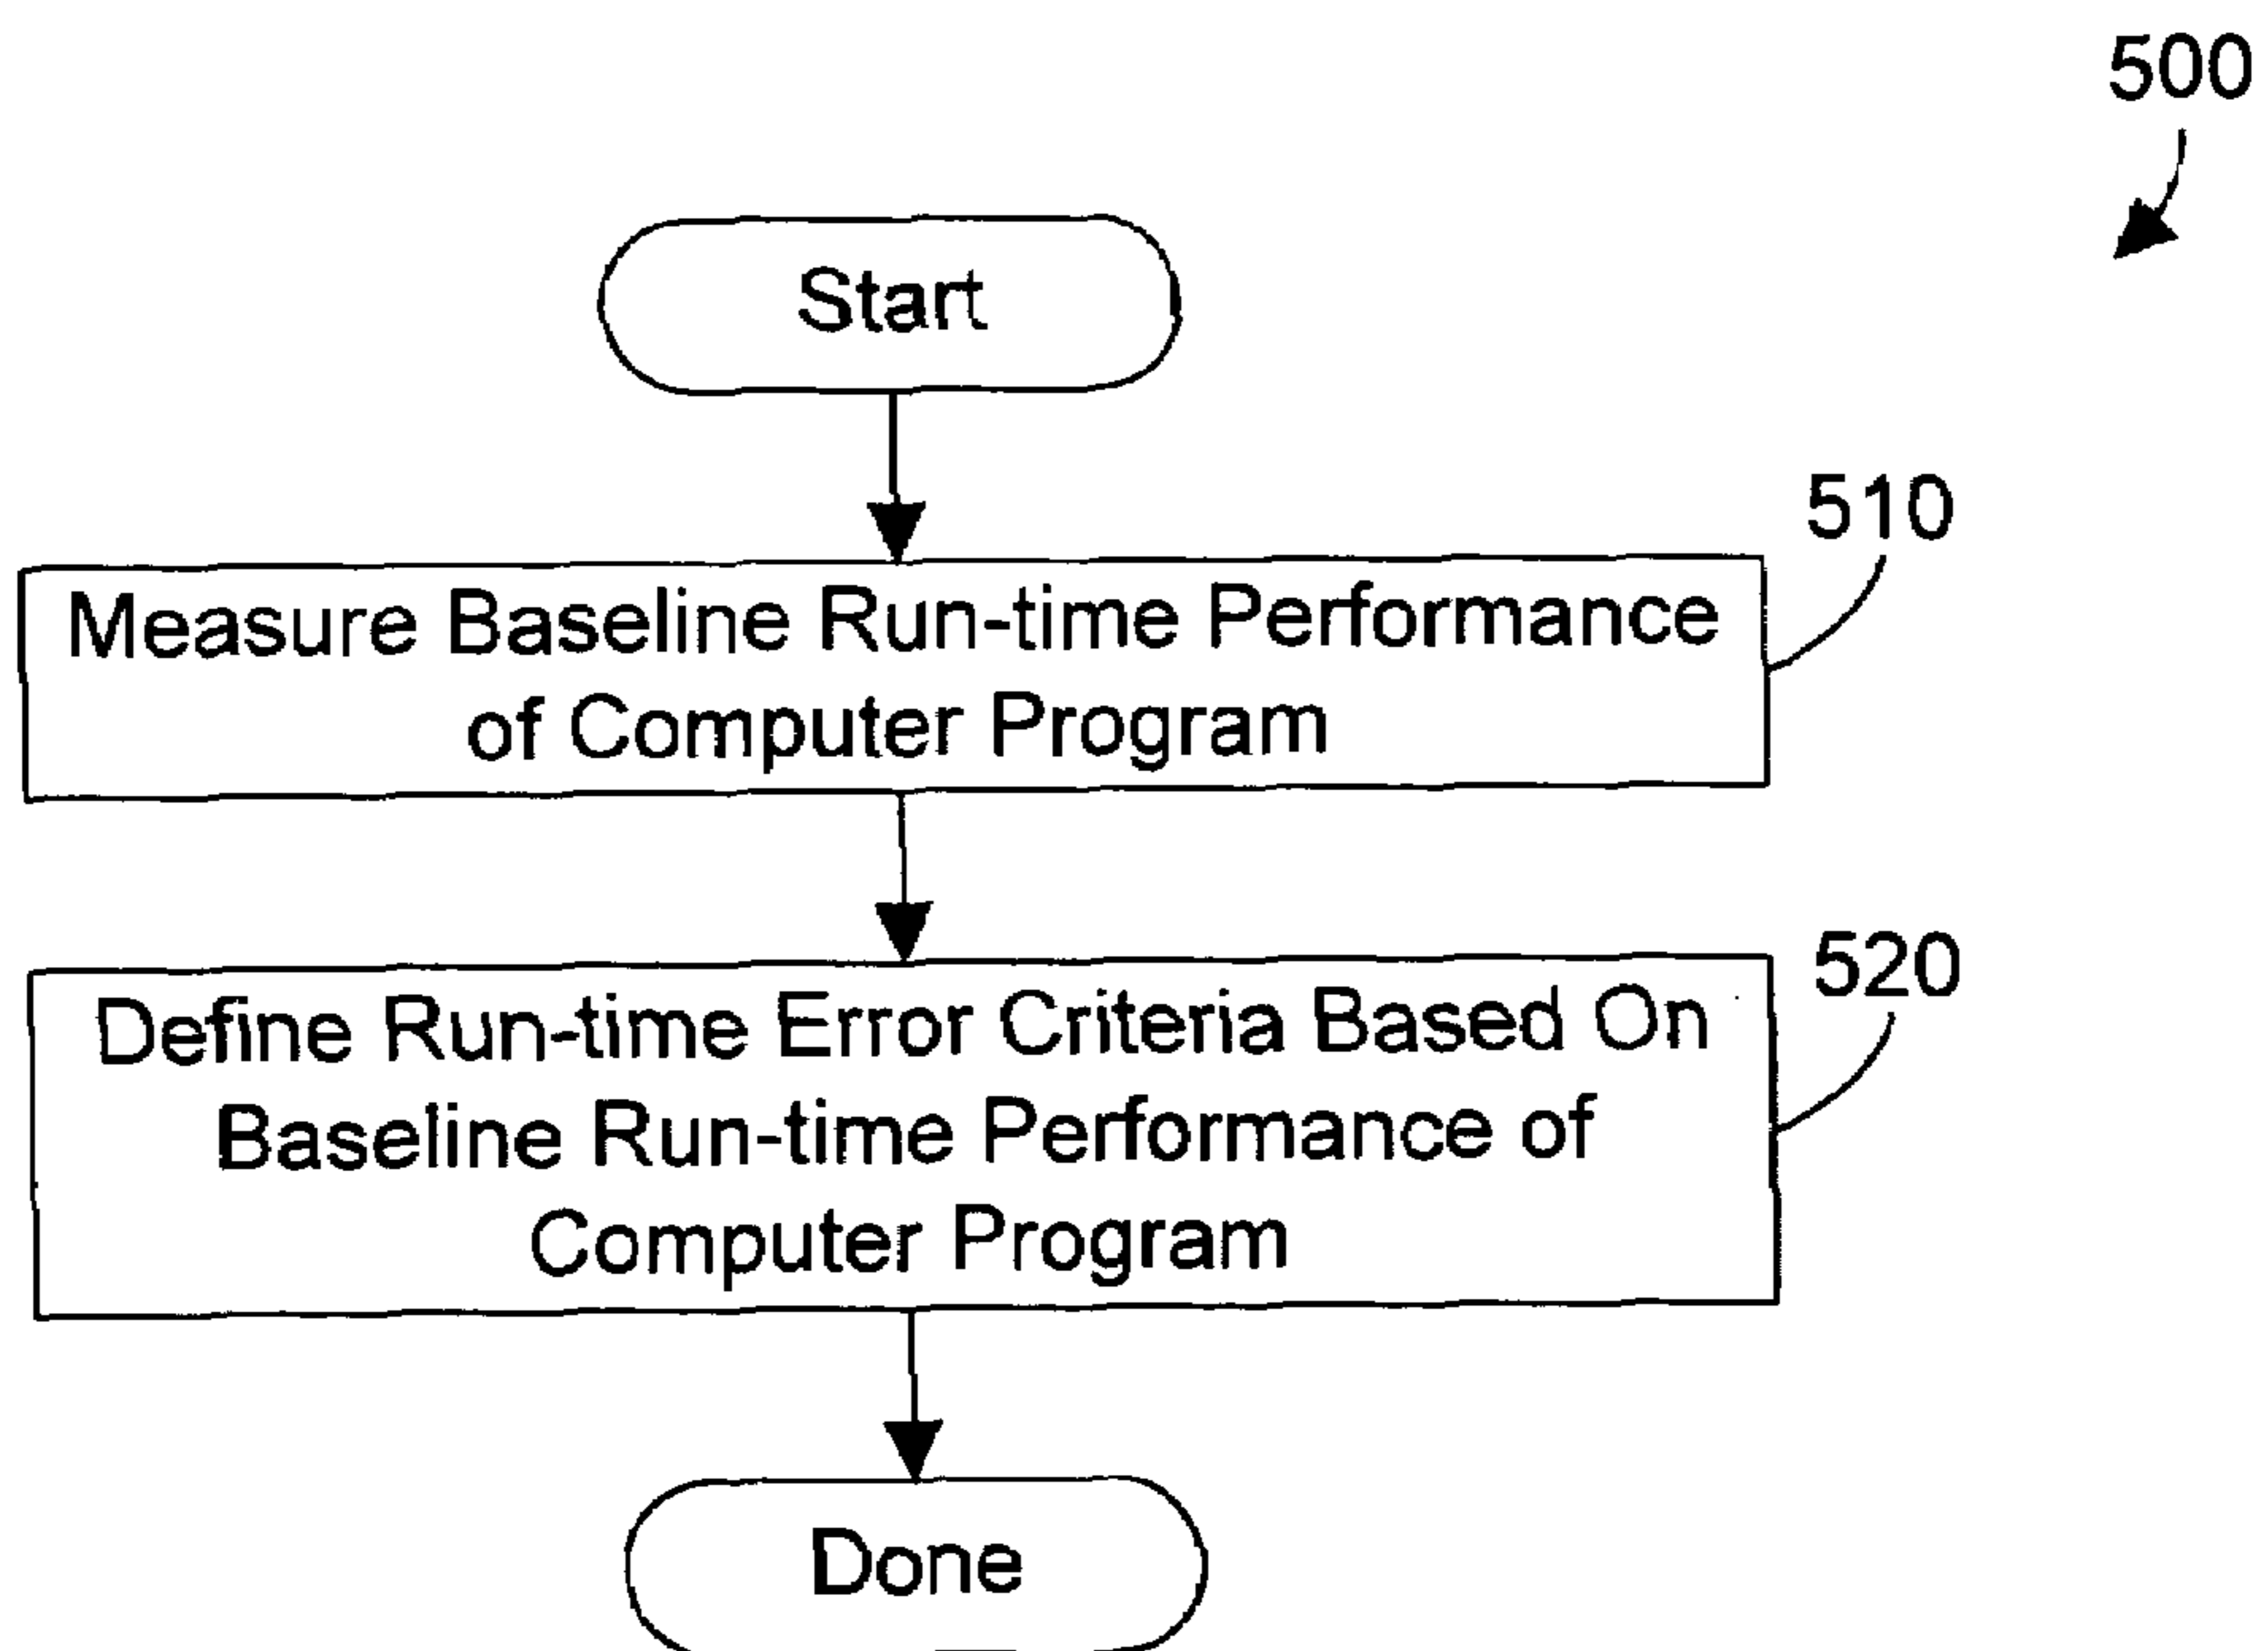 500
Start
510
Measure Baseline Run-time Performance
of Computer Program
520
Define Run-time Error Criteria Based On
Baseline Run-time Performance of
Computer Program
Done